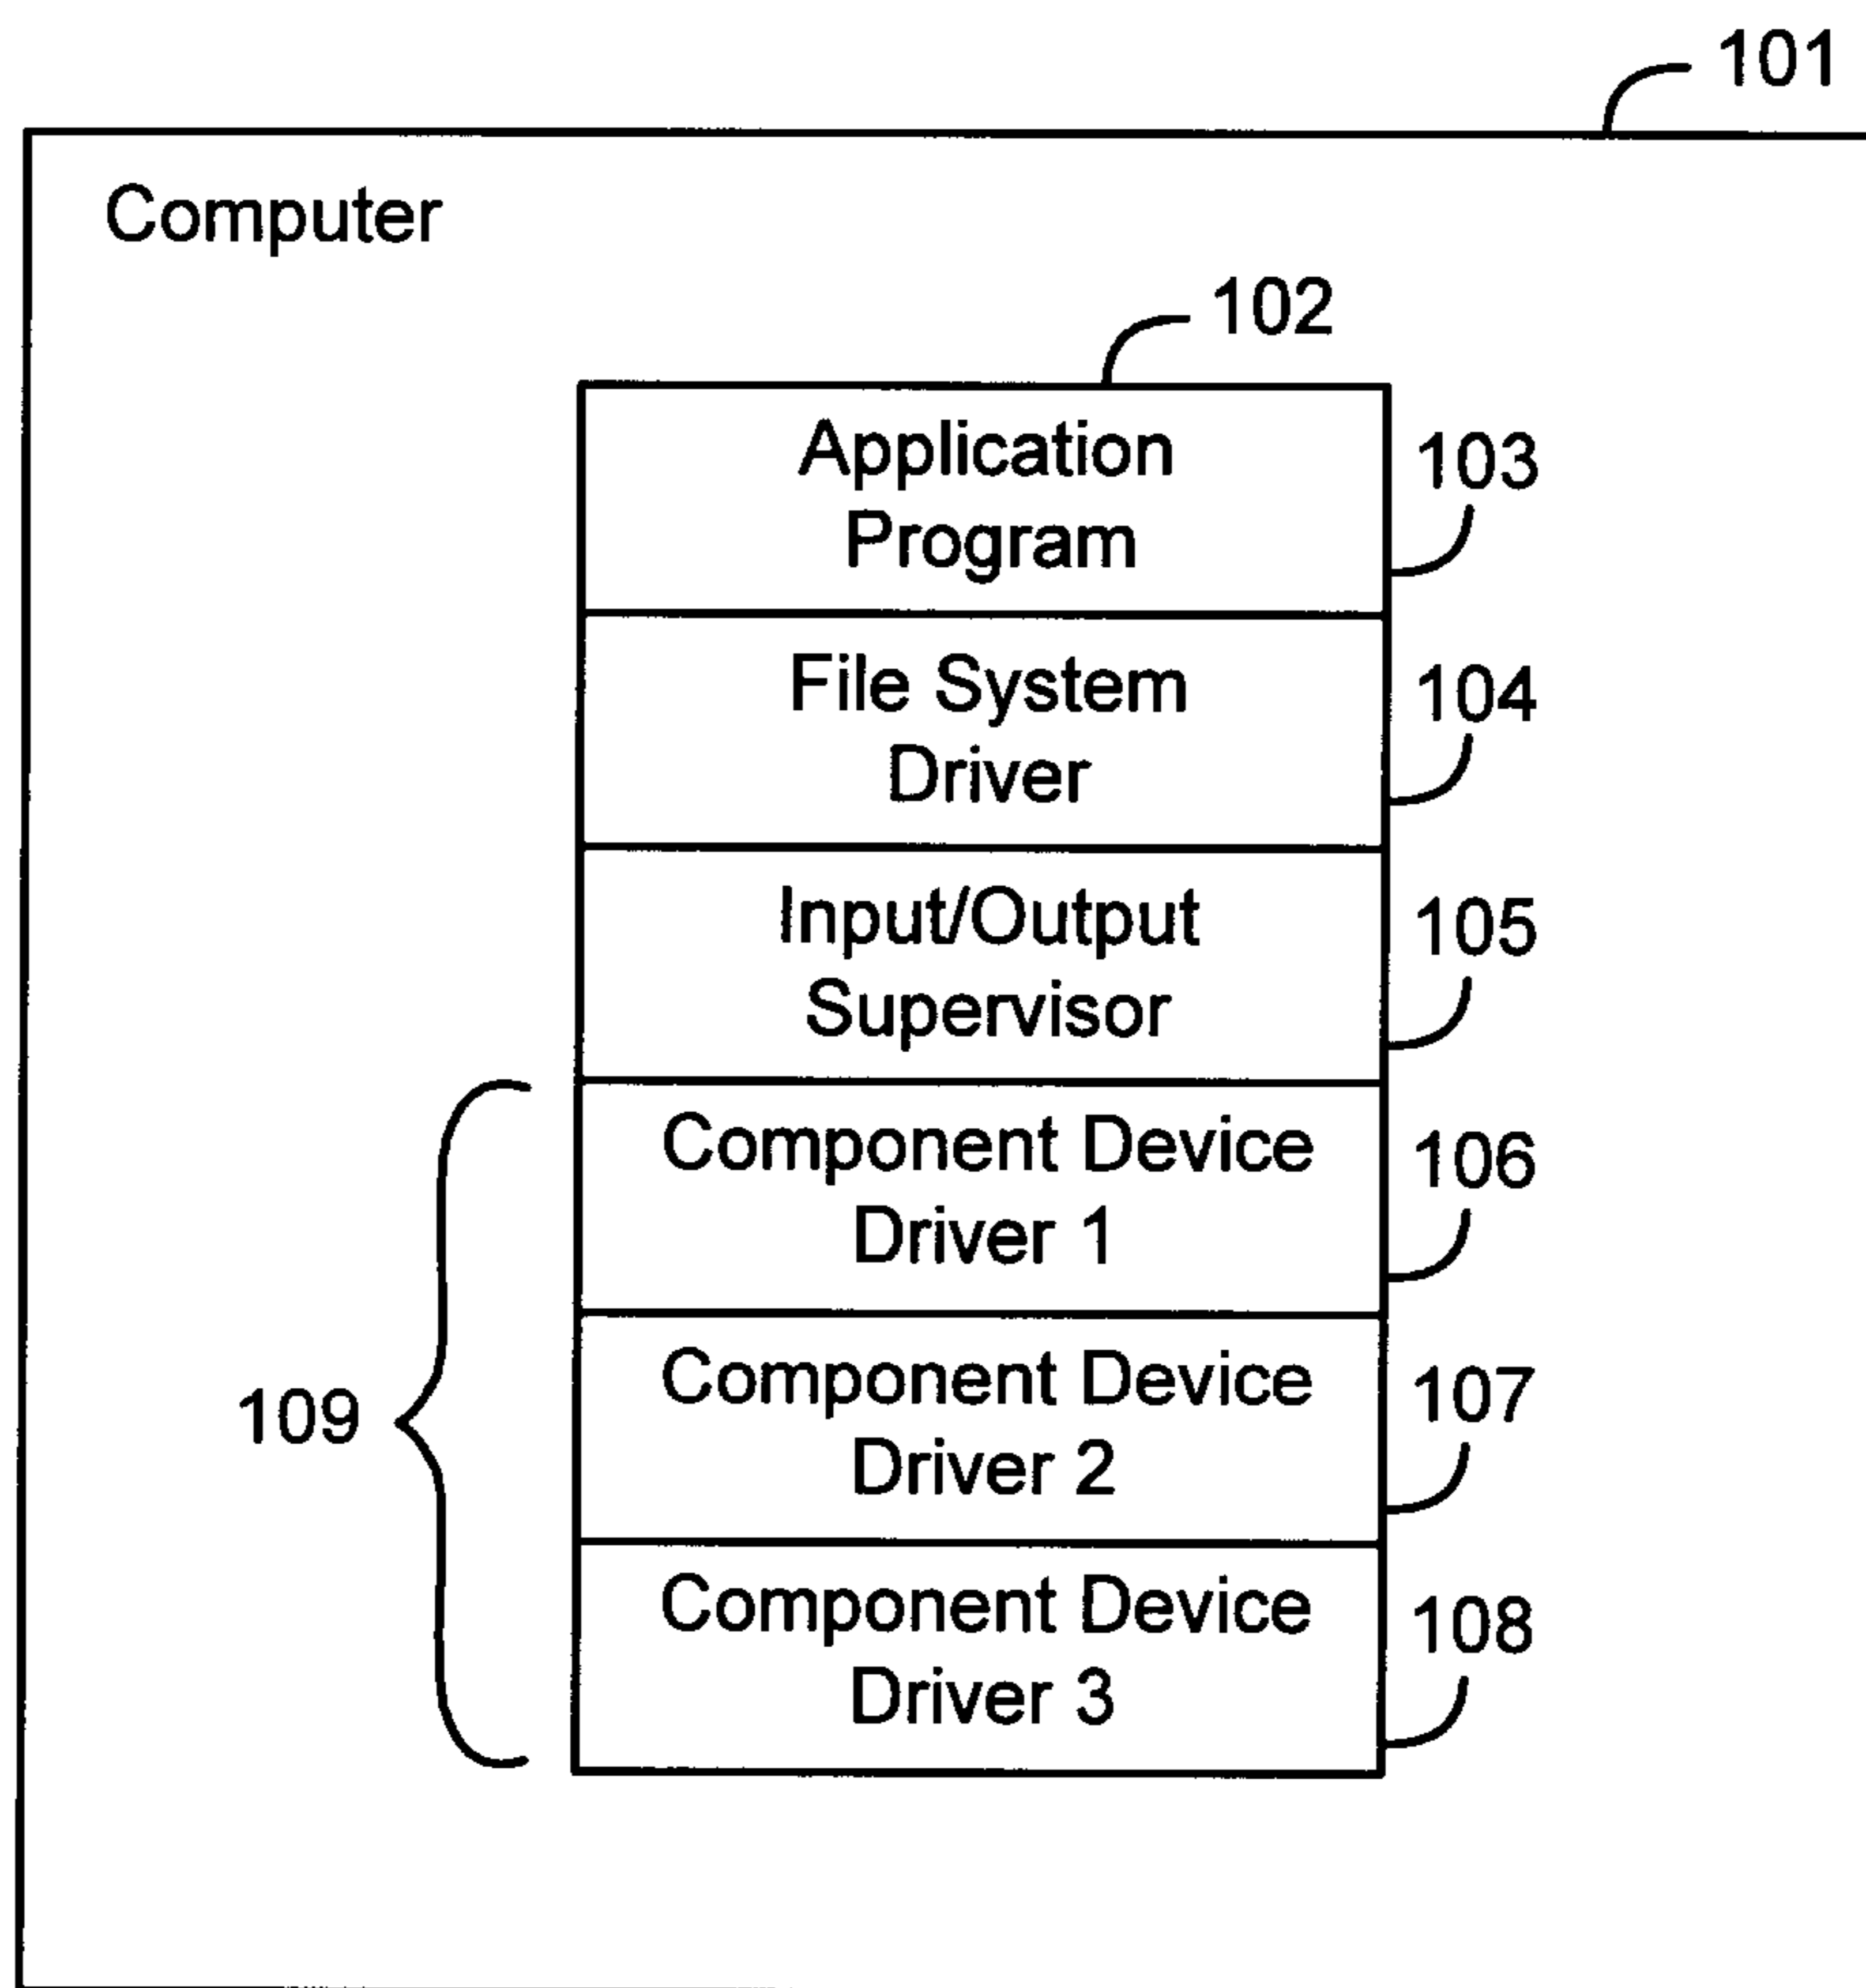 101
Computer
102
Application
Program
103
File System
Driver
104
Input/Output
Supervisor
105
Component Device
Driver 1
106
109
Component Device
Driver 2
107
Component Device
Driver 3
108